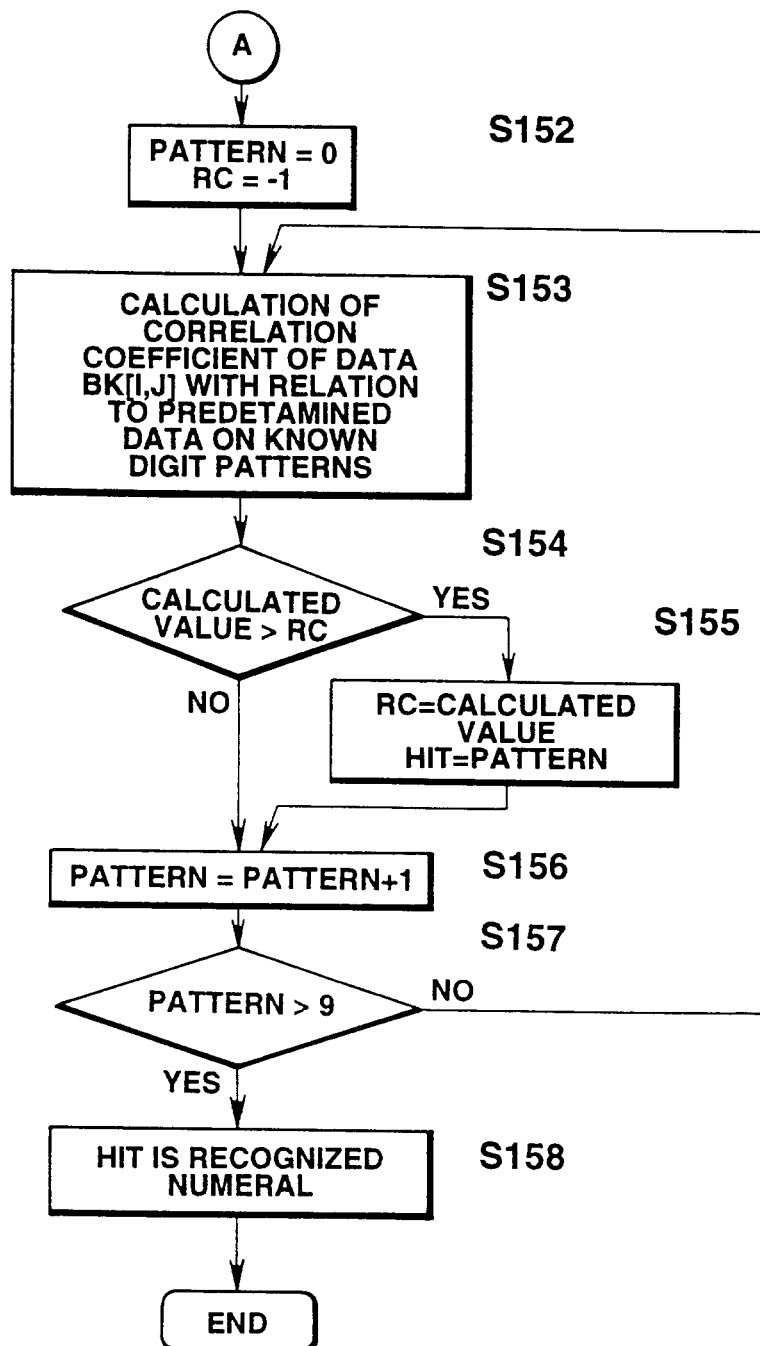 A
S152
PATTERN = 0
RC = -1
S153
CALCULATION OF
CORRELATION
COEFFICIENT OF DATA
BK[I,J] WITH RELATION
TO PREDETAMINED
DATA ON KNOWN
DIGIT PATTERNS
S154
CALCULATED
VALUE > RC
YES
S155
NO
RC=CALCULATED
VALUE
HIT=PATTERN
S156
PATTERN = PATTERN+1
S157
PATTERN > 9
NO
YES
S158
HIT IS RECOGNIZED
NUMERAL
END